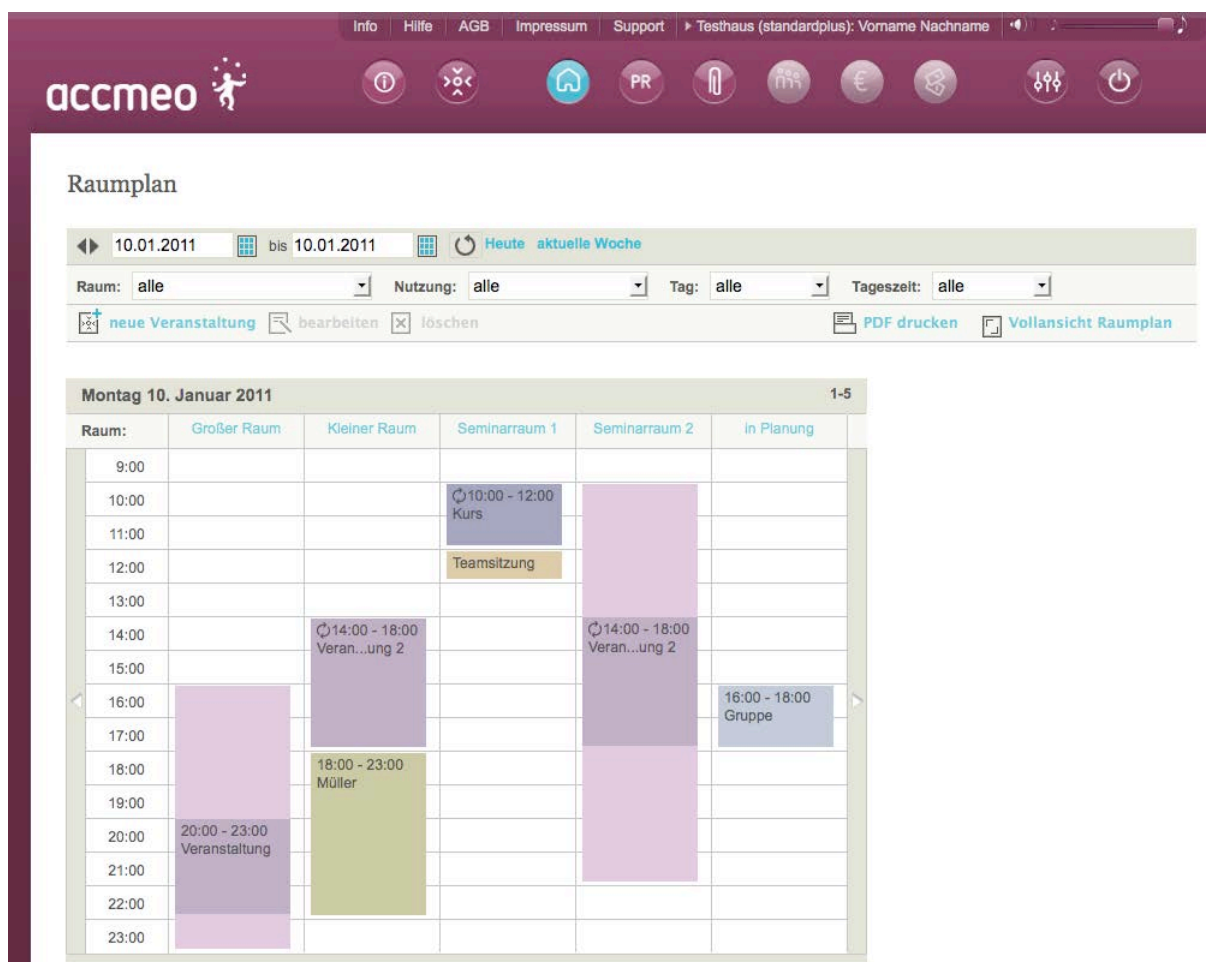 Info Hilfe AGB Impressum Support Testhaus (standardplus): Vorname Nachname
accmeo PR €
Raumplan
10.01.2011 bis 10.01.2011 Heute aktuelle Woche
Raum: alle Nutzung: alle Tag: alle Tageszeit: alle
neue Veranstaltung bearbeiten löschen PDF drucken Vollansicht Raumplan
Montag 10. Januar 2011 1-5
Raum: Großer Raum Kleiner Raum Seminarraum 1 Seminarraum 2 in Planung
9:00
10:00 10:00 - 12:00
Kurs
11:00
12:00 Teamsitzung
13:00
14:00 14:00 - 18:00 14:00 - 18:00
Veran...ung 2 Veran...ung 2
15:00
16:00 16:00 - 18:00
Gruppe
17:00
18:00 18:00 - 23:00
Müller
19:00
20:00 20:00 - 23:00
Veranstaltung
21:00
22:00
23:00